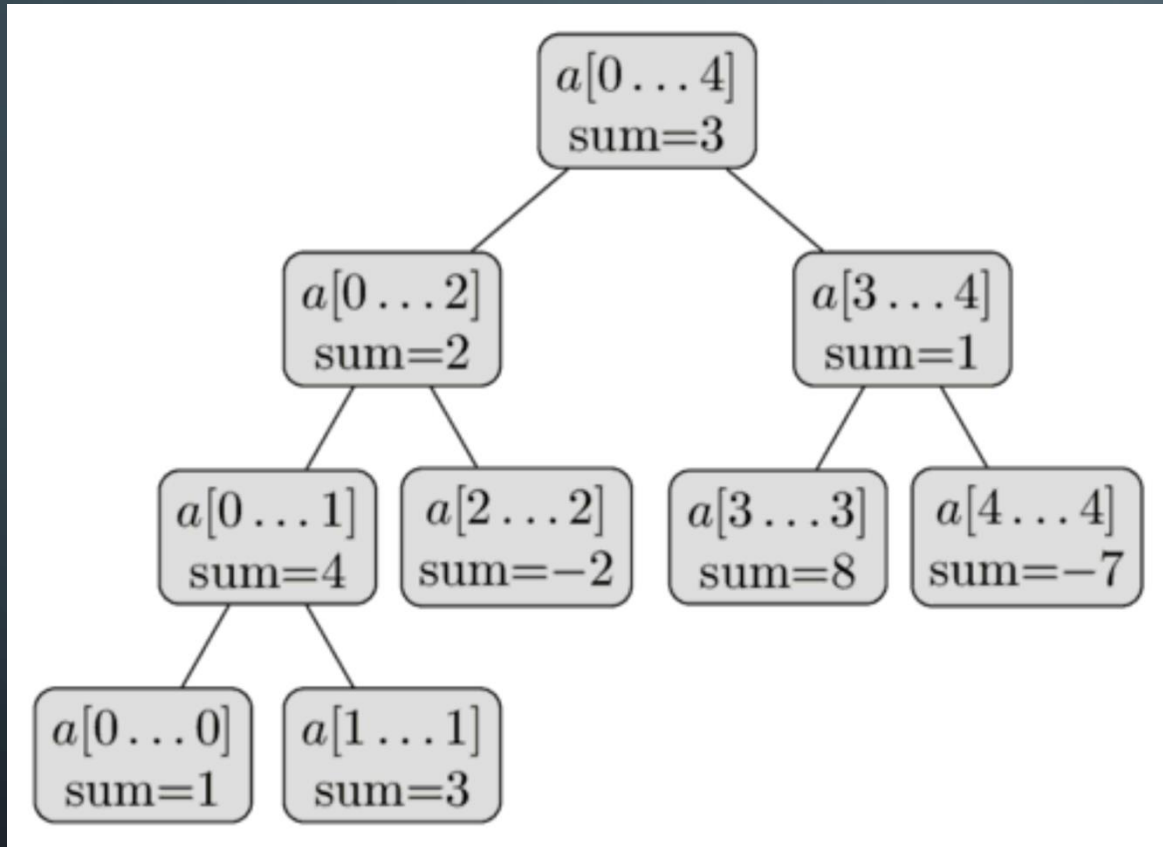 a[0...4]
sum=3
a[0...2]
sum=2
a[3...4]
sum=1
a[0...1]
sum=4
a[2...2]
sum=−2
a[3...3]
sum=8
a[4...4]
sum=−7
a[0...0]
sum=1
a[1...1]
sum=3